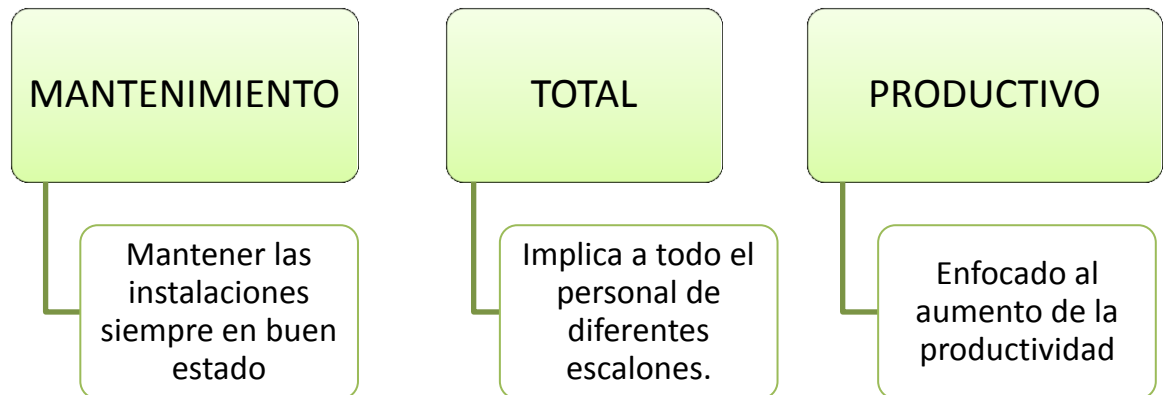 MANTENIMIENTO
Mantener las
instalaciones
siempre en buen
estado
TOTAL
Implica a todo el
personal de
diferentes
escalones.
PRODUCTIVO
Enfocado al
aumento de la
productividad